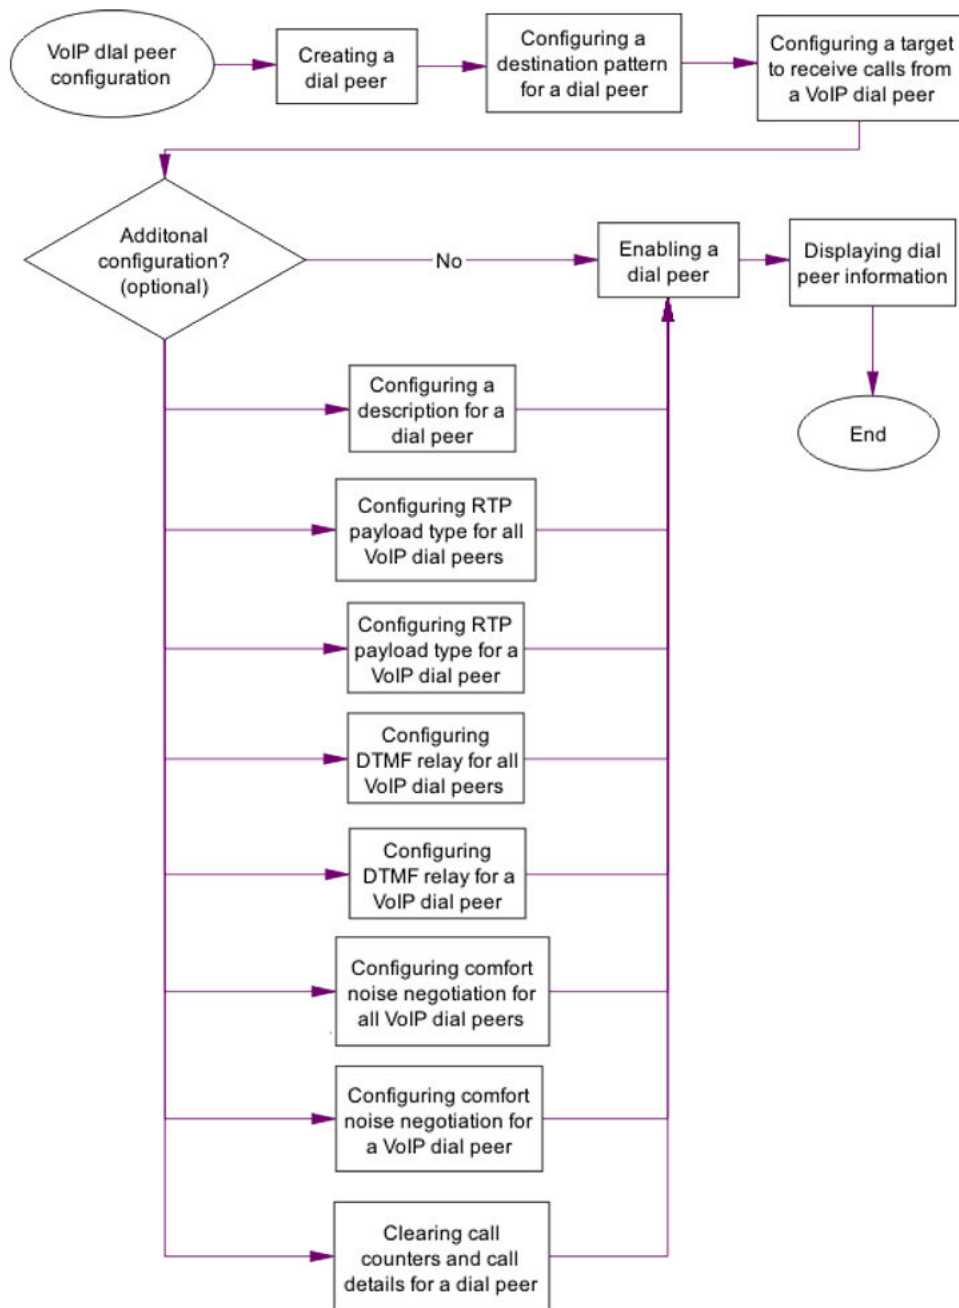 VoIP dIal peer
configuration
Creating a
dial peer
Configuring a
destination pattern
for a dial peer
Configuring a target
to receive calls from
a VoIP dial peer
Additonal
configuration?
(optional)
No
Enabling a
dial peer
Displaying dial
peer information
End
Configuring a
description for a
dial peer
Configuring RTP
payload type for all
VoIP dial peers
Configuring RTP
payload type for a
VoIP dial peer
Configuring
DTMF relay for all
VoIP dial peers
Configuring
DTMF relay for a
VoIP dial peer
Configuring comfort
noise negotiation for
all VoIP dial peers
Configuring comfort
noise negotiation for
a VoIP dial peer
Clearing call
counters and call
details for a dial peer